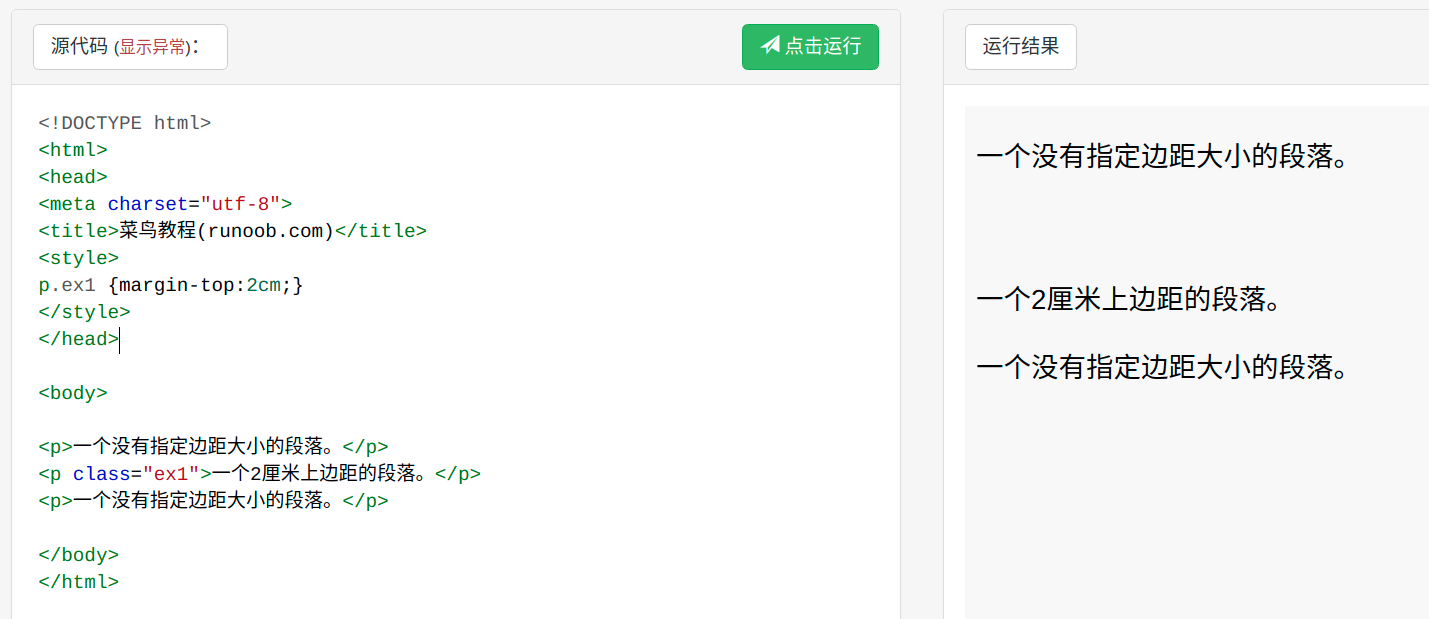 源代码 (显示异常)：
点击运行
<!DOCTYPE html>
<html>
<head>
<meta charset="utf-8">
<title>菜鸟教程(runoob.com)</title>
<style>
p.ex1 {margin-top:2cm;}
</style>
</head>
<body>
<p>一个没有指定边距大小的段落。</p>
<p class="ex1">一个2厘米上边距的段落。</p>
<p>一个没有指定边距大小的段落。</p>
</body>
</html>
运行结果
一个没有指定边距大小的段落。
一个2厘米上边距的段落。
一个没有指定边距大小的段落。